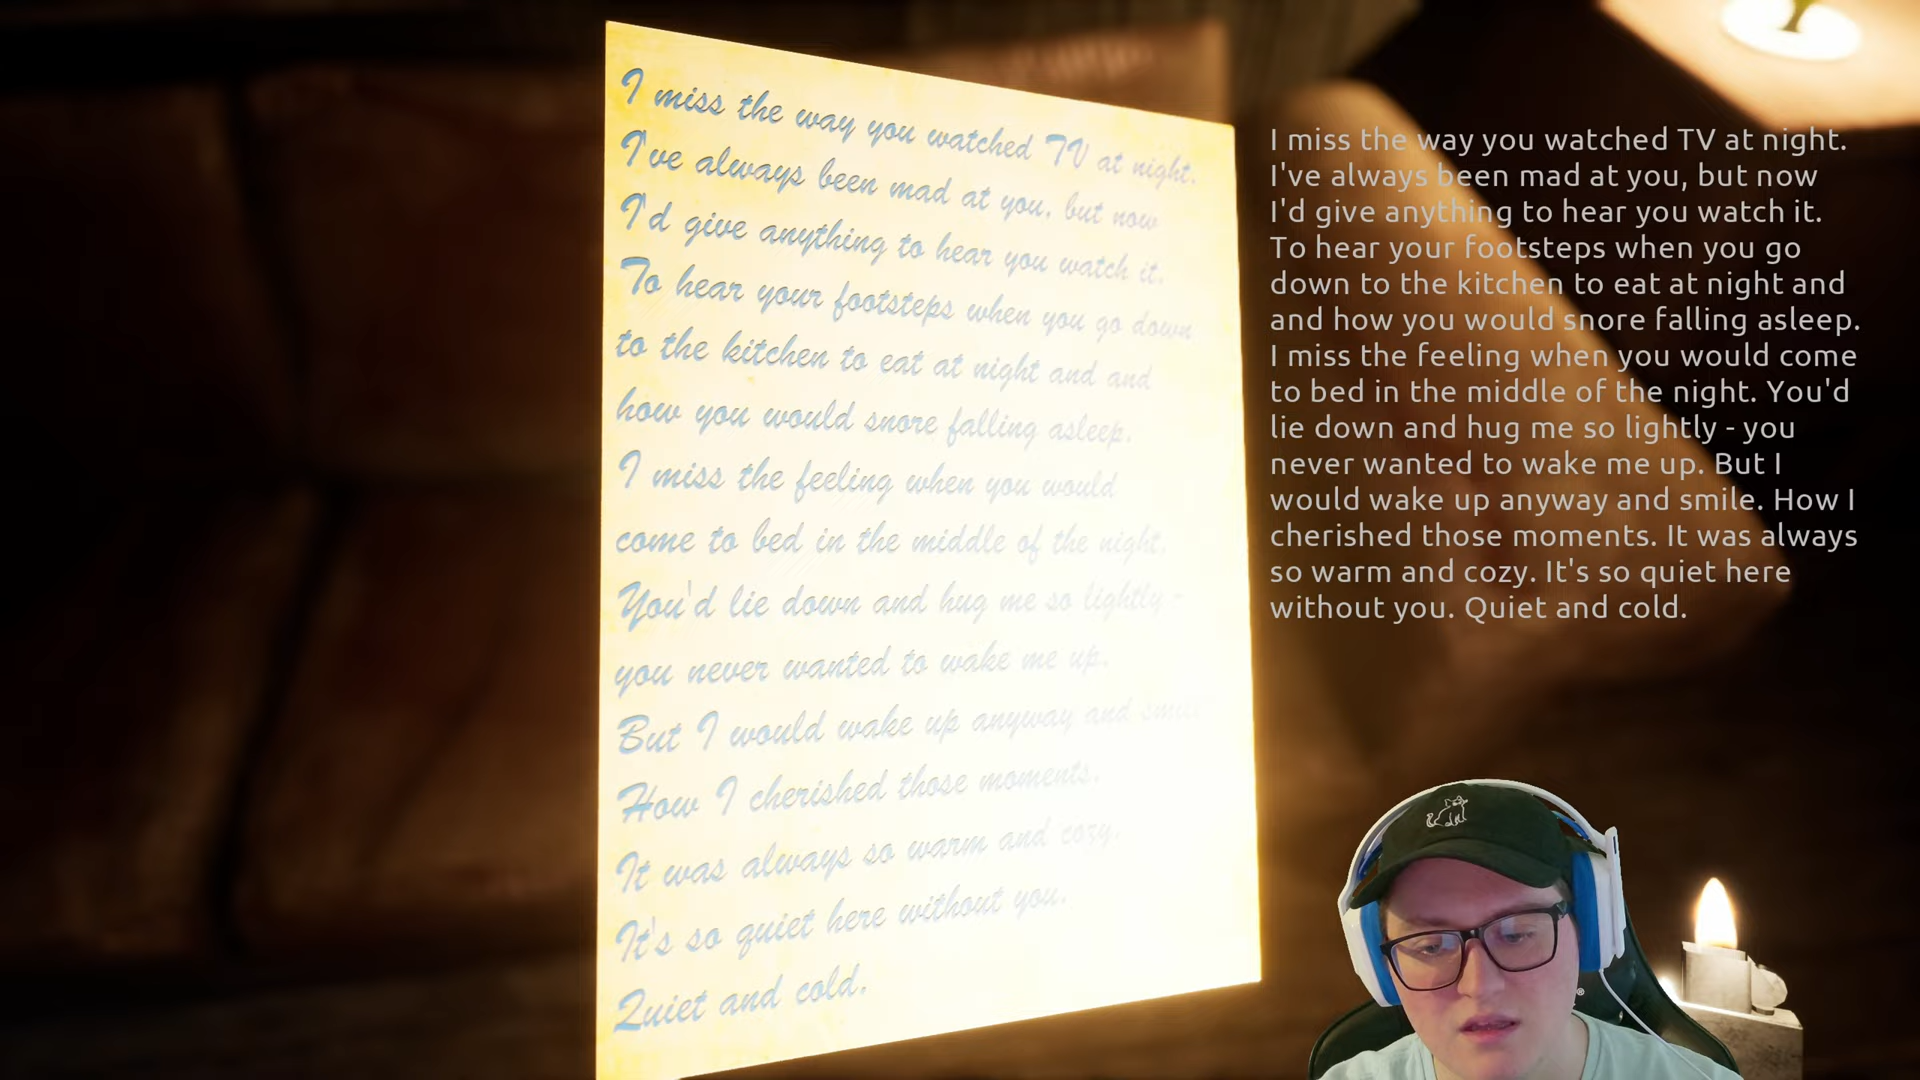 I miss the way you watched TV at night.
I've always been mad at you, but now
I'd give anything to hear you watch it.
To hear your footsteps when you go down
to the kitchen to eat at night and and
how you would snore falling asleep.
I miss the feeling when you would
come to bed in the middle of the night.
You'd lie down and hug me so lightly -
you never wanted to wake me up.
But I would wake up anyway and smile
How I cherished those moments.
It was always so warm and cozy.
It's so quiet here without you.
Quiet and cold.
I miss the way you watched TV at night.
I've always been mad at you, but now
I'd give anything to hear you watch it.
To hear your footsteps when you go
down to the kitchen to eat at night and
and how you would snore falling asleep.
I miss the feeling when you would come
to bed in the middle of the night. You'd
lie down and hug me so lightly - you
never wanted to wake me up. But I
would wake up anyway and smile. How I
cherished those moments. It was always
so warm and cozy. It's so quiet here
without you. Quiet and cold.